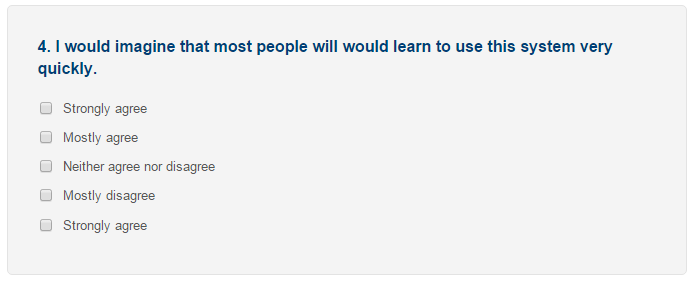 4. I would imagine that most people will would learn to use this system very
quickly.
Strongly agree
Mostly agree
Neither agree nor disagree
Mostly disagree
Strongly agree